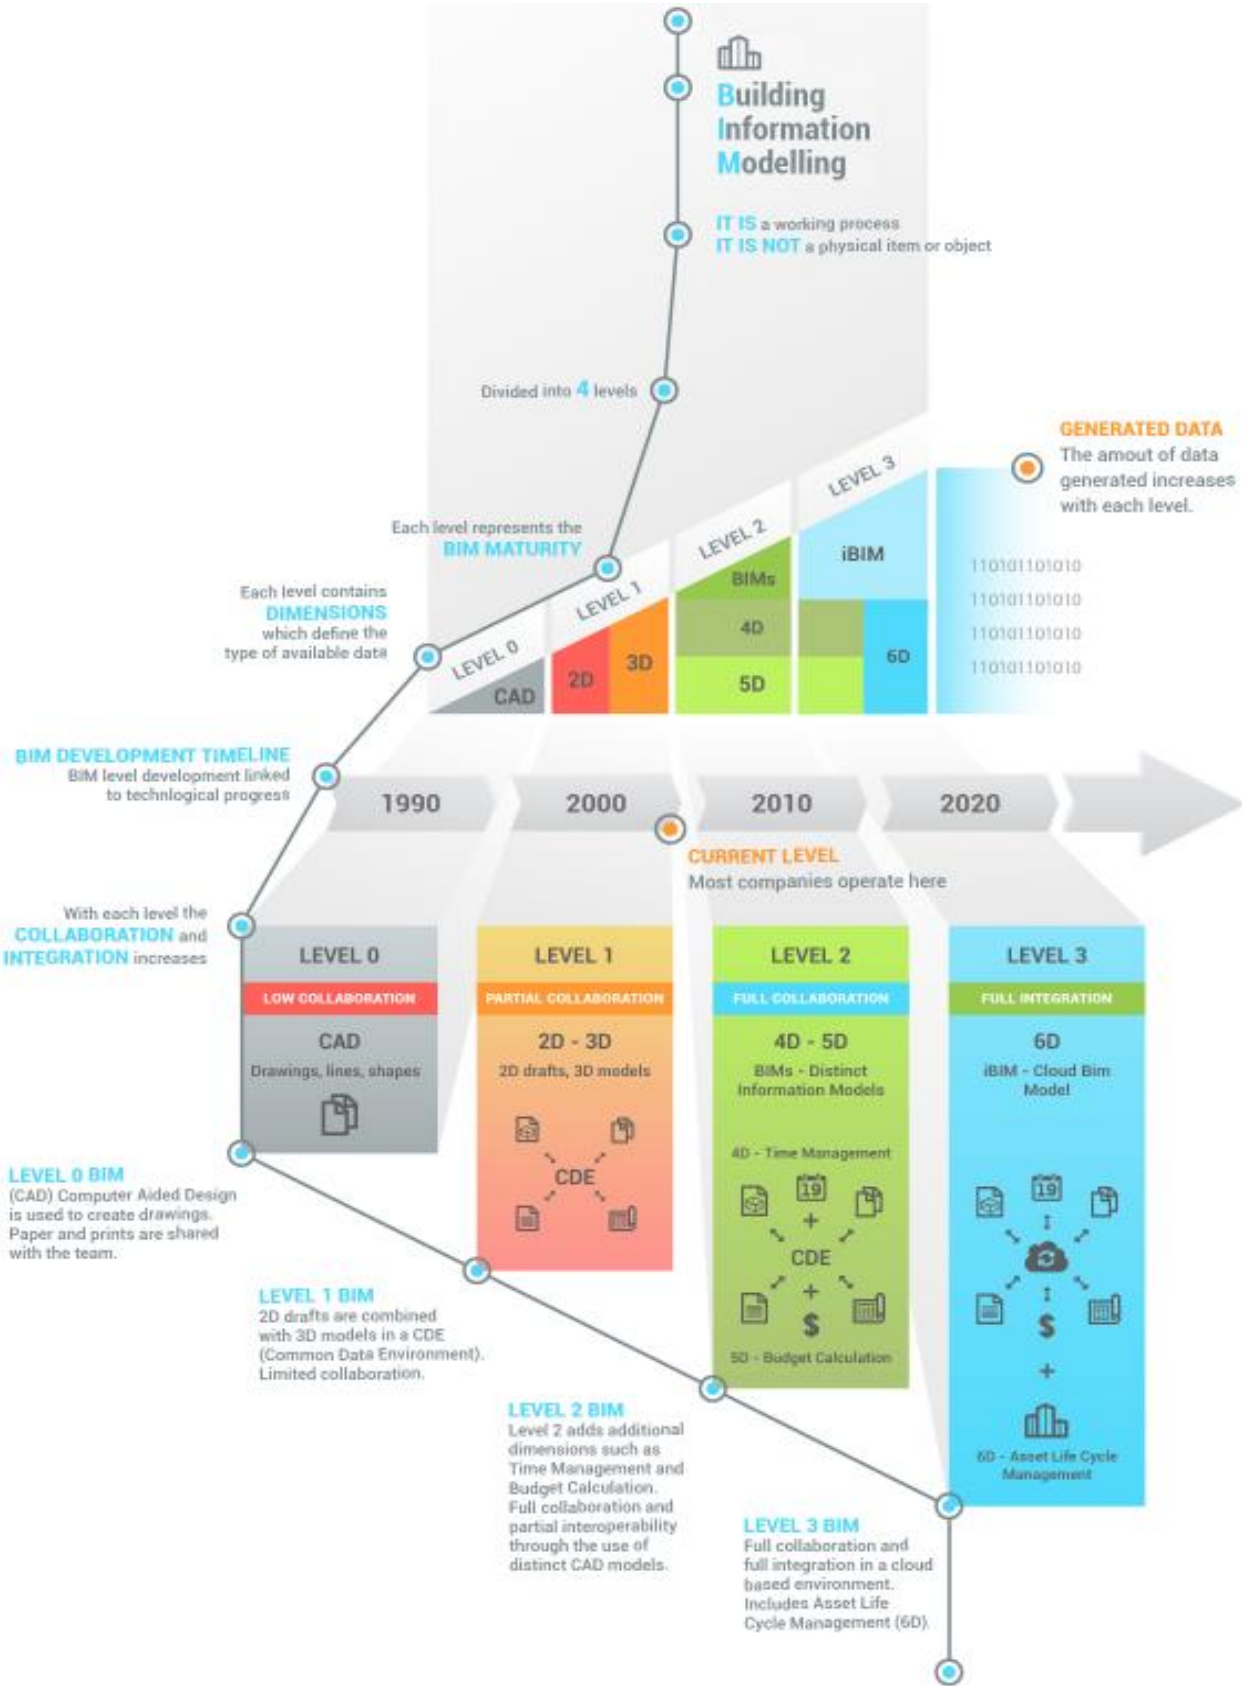 Building
Information
Modelling
IT IS a working process
IT IS NOT a physical item or object
Divided into 4 levels
GENERATED DATA
The amout of data
generated increases
with each level.
Each level represents the
BIM MATURITY
Each level contains
DIMENSIONS
which define the
type of available data
LEVEL 0
LEVEL 1
LEVEL 2
LEVEL 3
CAD
2D
3D
BIMs
4D
5D
iBIM
6D
110101101010
110101101010
110101101010
110101101010
BIM DEVELOPMENT TIMELINE
BIM level development linked
to technlogical progress
1990
2000
2010
2020
CURRENT LEVEL
Most companies operate here
With each level the
COLLABORATION and
INTEGRATION increases
LEVEL 0
LOW COLLABORATION
CAD
Drawings, lines, shapes
LEVEL 1
PARTIAL COLLABORATION
2D - 3D
2D drafts, 3D models
CDE
LEVEL 2
FULL COLLABORATION
4D - 5D
BIMs - Distinct
Information Models
4D - Time Management
19
CDE
$
5D - Budget Calculation
LEVEL 3
FULL INTEGRATION
6D
iBIM - Cloud Bim
Model
19
$
6D - Asset Life Cycle
Management
LEVEL 0 BIM
(CAD) Computer Aided Design
is used to create drawings.
Paper and prints are shared
with the team.
LEVEL 1 BIM
2D drafts are combined
with 3D models in a CDE
(Common Data Environment).
Limited collaboration.
LEVEL 2 BIM
Level 2 adds additional
dimensions such as
Time Management and
Budget Calculation.
Full collaboration and
partial interoperability
through the use of
distinct CAD models.
LEVEL 3 BIM
Full collaboration and
full integration in a cloud
based environment.
Includes Asset Life
Cycle Management (6D).